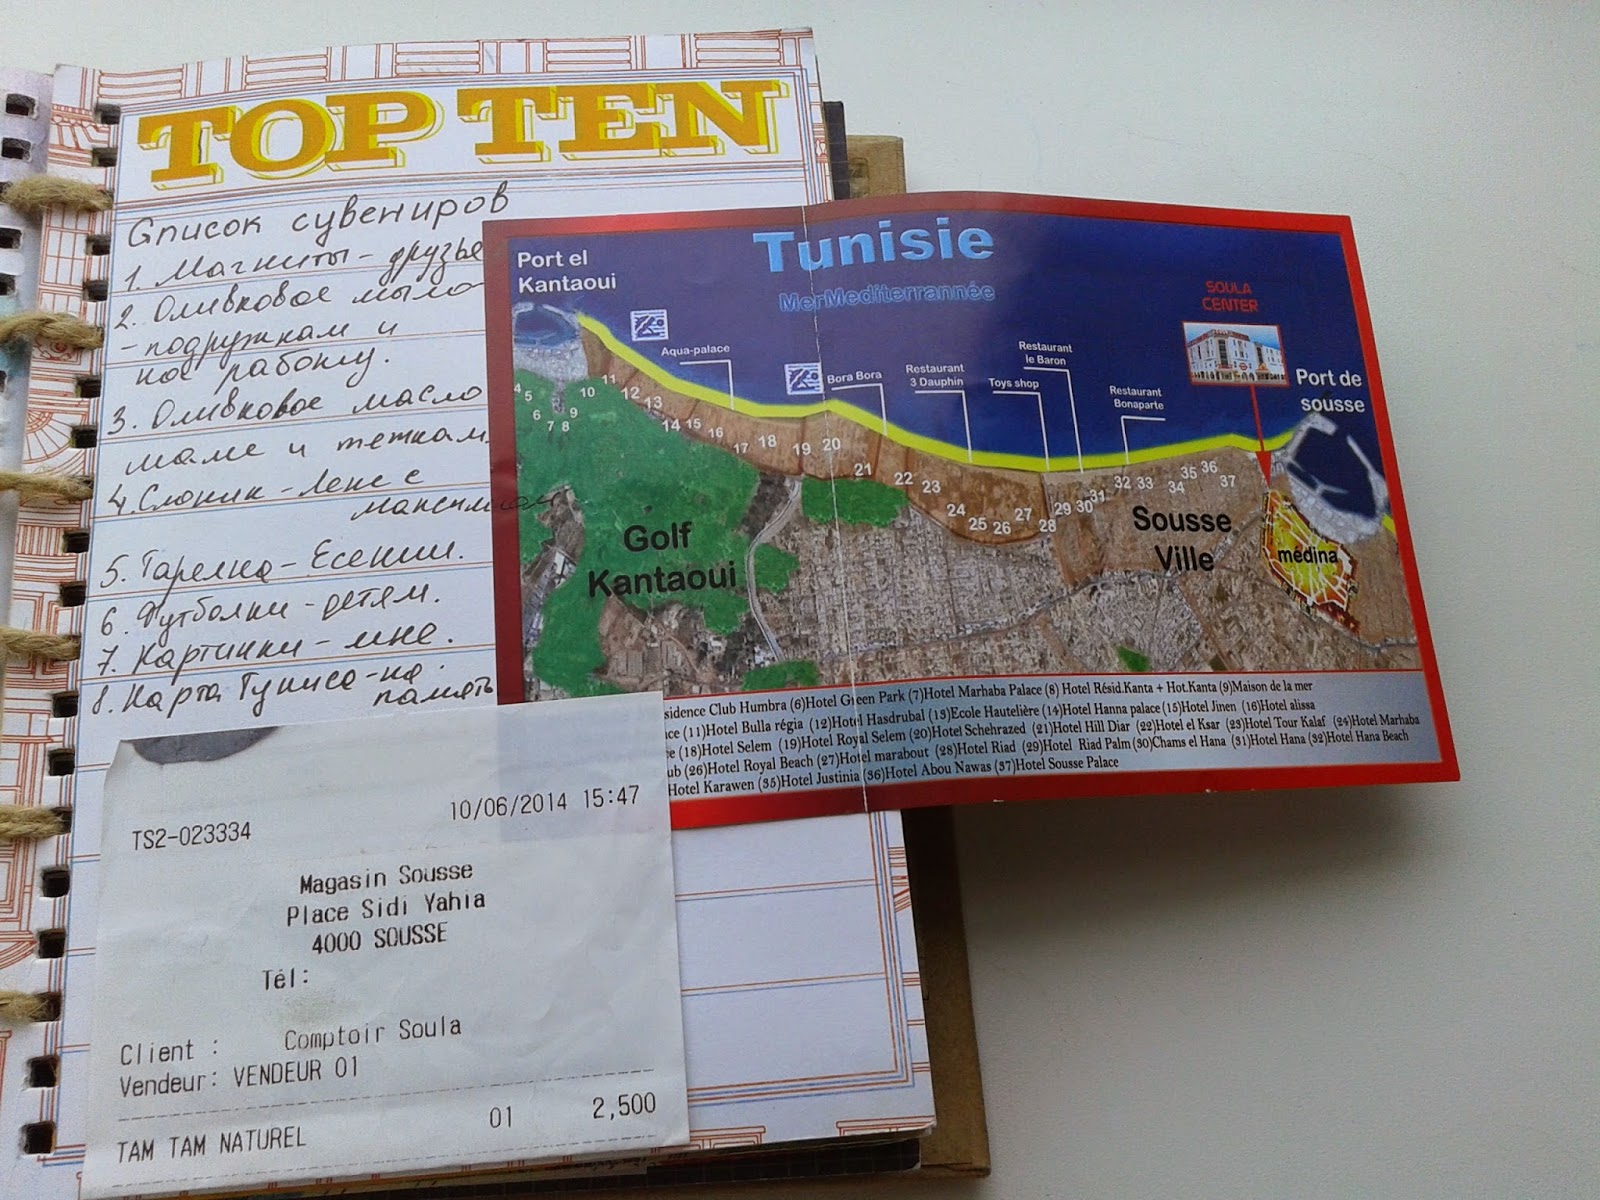 TOP TEN
Список сувениров
1. Магниты - друзья
2. Оливковое мыло
- подружкам и
на работу.
3. Оливковое масло
маме и теткам.
4. Слоник - Лене с
максимкой
5. Тарелка - Есении.
6. Футболки - детям.
7. Картинки - мне.
8. Карта Туниса - на
память
Tunisie
MerMediterrannée
Port el
Kantaoui
Aqua-palace
Bora Bora
Restaurant
3 Dauphin
Toys shop
Restaurant
le Baron
Restaurant
Bonaparte
SOULA
CENTER
Port de
sousse
4 5 6 7 8 9 10 11 12 13 14 15 16 17 18 19 20 21 22 23 24 25 26 27 28 29 30 31 32 33 34 35 36 37
Golf
Kantaoui
Sousse
Ville
médina
sidence Club Humbra (6)Hotel Green Park (7)Hotel Marhaba Palace (8) Hotel Résid.Kanta + Hot.Kanta (9)Maison de la mer
ce (11)Hotel Bulla régia (12)Hotel Hasdrubal (13)Ecole Hautelière (14)Hotel Hanna palace (15)Hotel Jinen (16)Hotel alissa
e (18)Hotel Selem (19)Hotel Royal Selem (20)Hotel Schehrazed (21)Hotel Hill Diar (22)Hotel el Ksar (23)Hotel Tour Kalaf (24)Hotel Marhaba
ub (26)Hotel Royal Beach (27)Hotel marabout (28)Hotel Riad (29)Hotel Riad Palm (30)Chams el Hana (31)Hotel Hana (32)Hotel Hana Beach
Hotel Karawen (35)Hotel Justinia (36)Hotel Abou Nawas (37)Hotel Sousse Palace
10/06/2014 15:47
TS2-023334
Magasin Sousse
Place Sidi Yahia
4000 SOUSSE
Tél:
Client : Comptoir Soula
Vendeur: VENDEUR 01
01 2,500
TAM TAM NATUREL